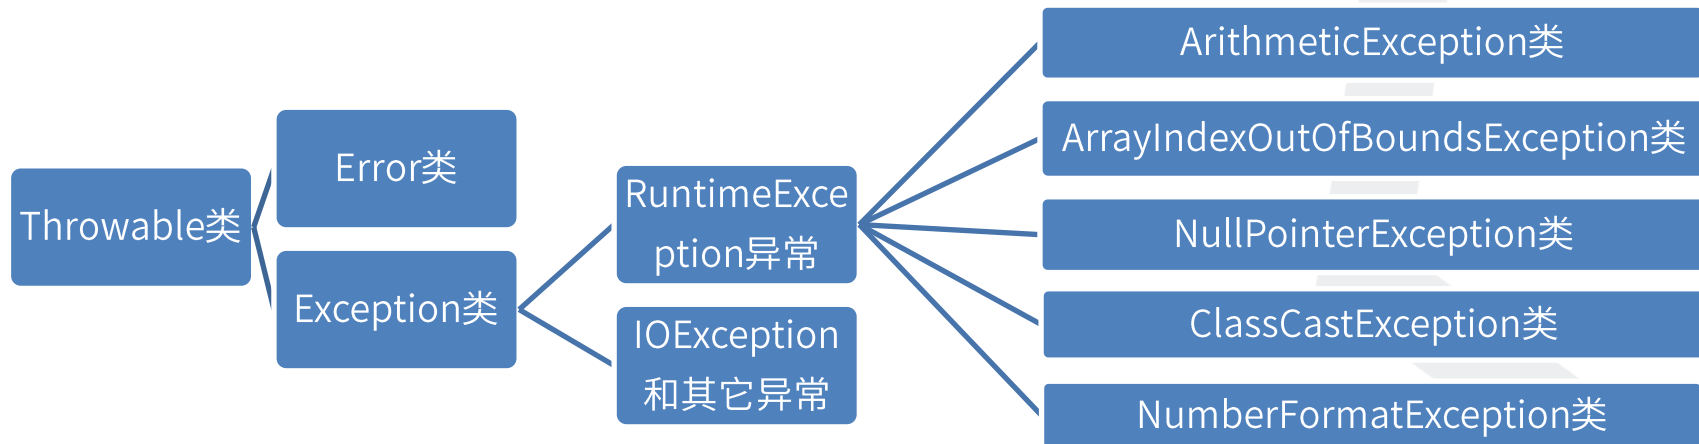 Throwable类
Error类
Exception类
RuntimeExce
ption异常
IOException
和其它异常
ArithmeticException类
ArrayIndexOutOfBoundsException类
NullPointerException类
ClassCastException类
NumberFormatException类